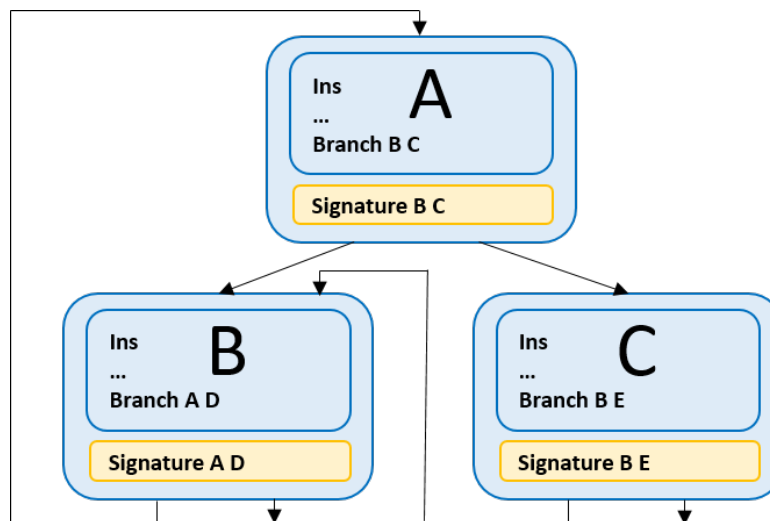 Ins
A
...
Branch B C
Signature B C
Ins
B
...
Branch A D
Signature A D
Ins
C
...
Branch B E
Signature B E